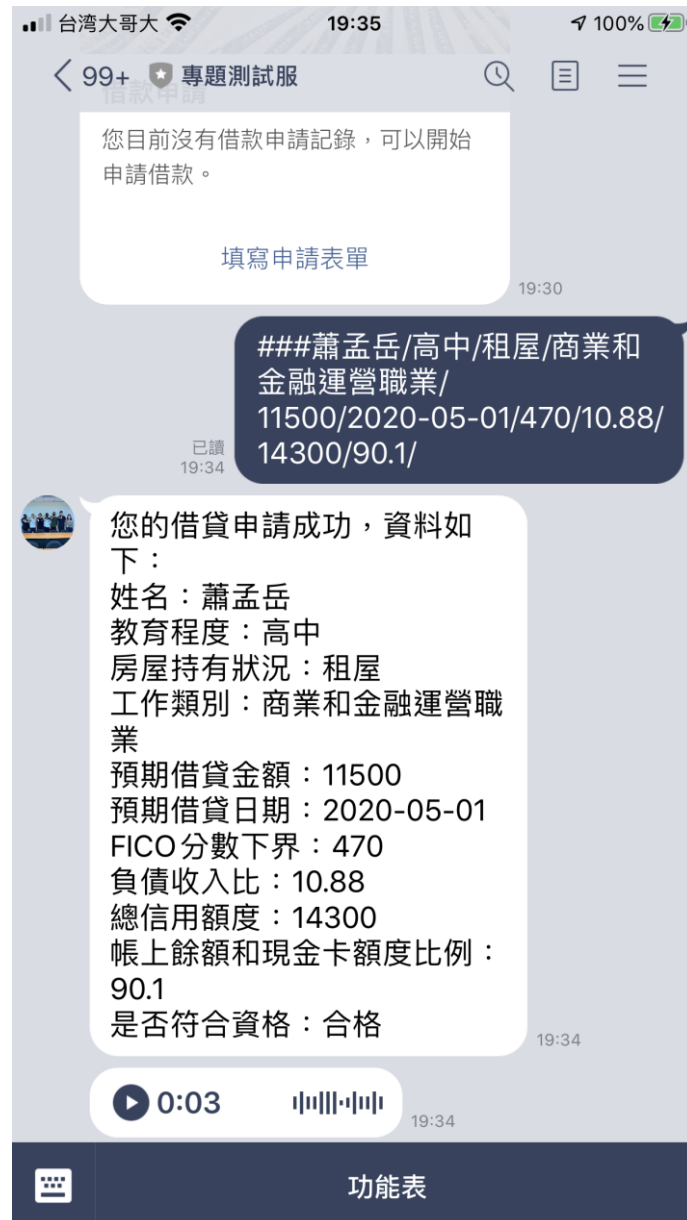 台湾大哥大 19:35 100%
99+ 專題測試服
借款申請
您目前沒有借款申請記錄，可以開始
申請借款。
填寫申請表單
19:30
###蕭孟岳/高中/租屋/商業和
金融運營職業/
11500/2020-05-01/470/10.88/
14300/90.1/
已讀
19:34
您的借貸申請成功，資料如
下：
姓名：蕭孟岳
教育程度：高中
房屋持有狀況：租屋
工作類別：商業和金融運營職
業
預期借貸金額：11500
預期借貸日期：2020-05-01
FICO分數下界：470
負債收入比：10.88
總信用額度：14300
帳上餘額和現金卡額度比例：
90.1
是否符合資格：合格
19:34
0:03
19:34
功能表